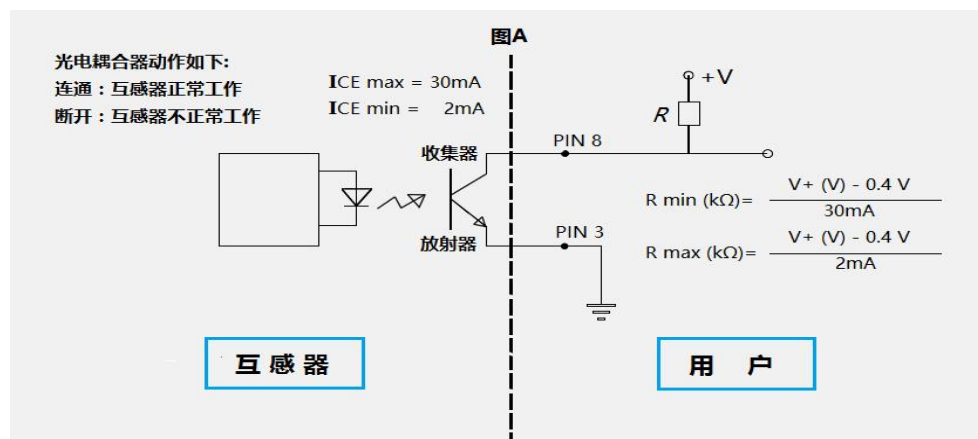 图A
光电耦合器动作如下:
连通：互感器正常工作
断开：互感器不正常工作
ICE max = 30mA
ICE min = 2mA
+V
R
收集器
PIN 8
放射器
PIN 3
R min (kΩ)= V+ (V) - 0.4 V
30mA
R max (kΩ)= V+ (V) - 0.4 V
2mA
互感器
用 户